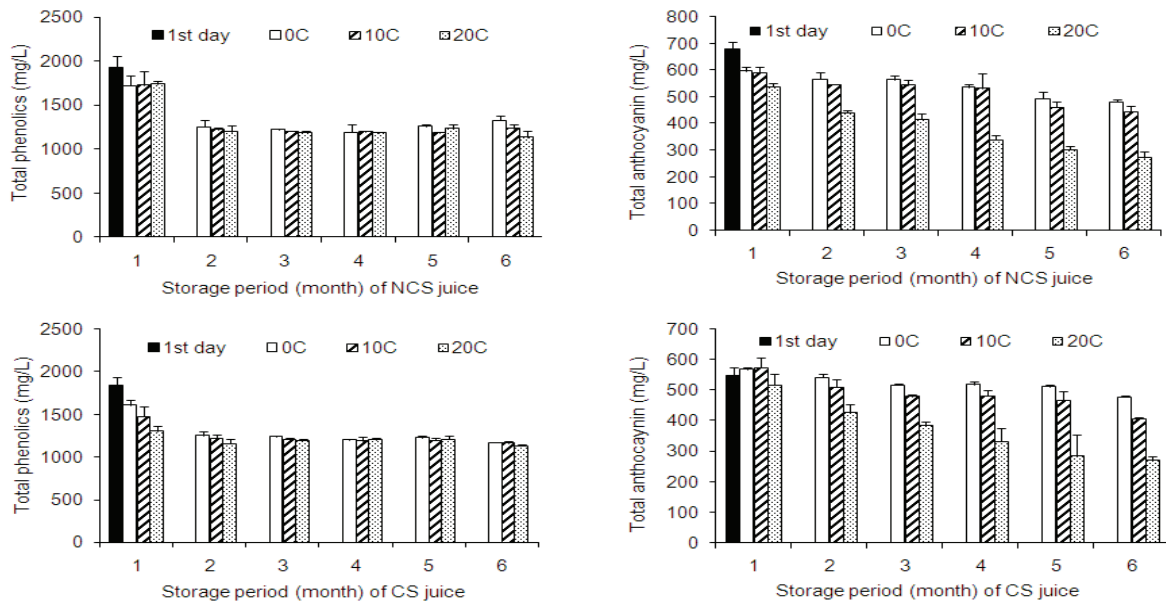 Total phenolics (mg/L)
2500
2000
1500
1000
500
0
1st day 0C 10C 20C
1 2 3 4 5 6
Storage period (month) of NCS juice
Total anthocyanin (mg/L)
800
700
600
500
400
300
200
100
0
1st day 0C 10C 20C
1 2 3 4 5 6
Storage period (month) of NCS juice
Total phenolics (mg/L)
2500
2000
1500
1000
500
0
1st day 0C 10C 20C
1 2 3 4 5 6
Storage period (month) of CS juice
Total anthocaynin (mg/L)
700
600
500
400
300
200
100
0
1st day 0C 10C 20C
1 2 3 4 5 6
Storage period (month) of CS juice